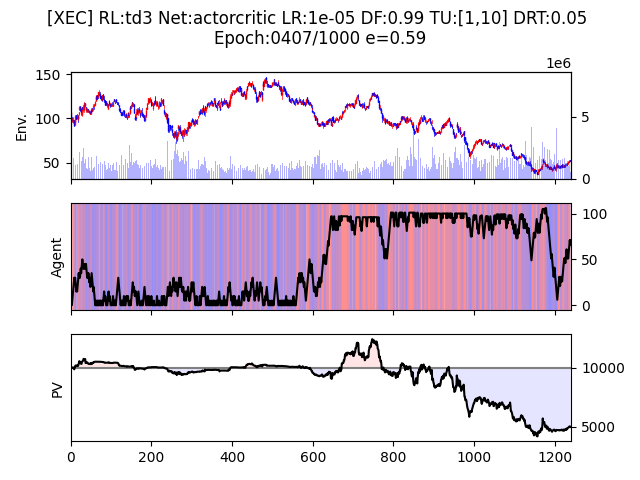 [XEC] RL:td3 Net:actorcritic LR:1e-05 DF:0.99 TU:[1,10] DRT:0.05
Epoch:0407/1000 e=0.59
1e6
150
100
50
Env.
5
0
Agent
100
50
0
PV
10000
5000
0 200 400 600 800 1000 1200